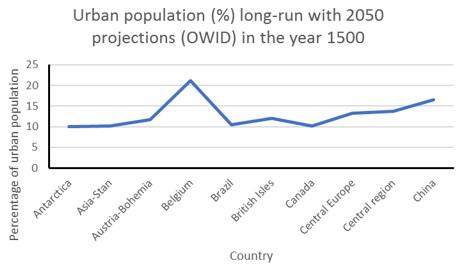 Urban population (%) long-run with 2050
projections (OWID) in the year 1500
Percentage of urban population
25
20
15
10
5
0
Antarctica
Asia-Stan
Austria-Bohemia
Belgium
Brazil
British Isles
Canada
Central Europe
Central region
China
Country